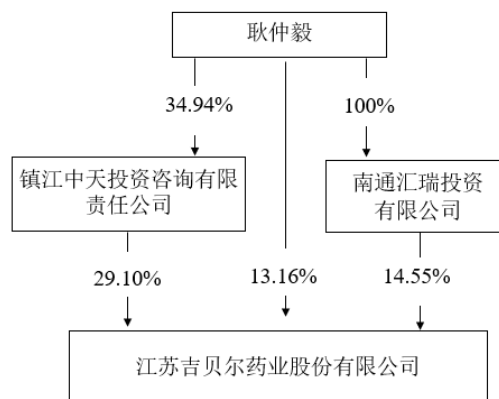 耿仲毅
34.94%
100%
镇江中天投资咨询有限
责任公司
南通汇瑞投资
有限公司
29.10%
13.16%
14.55%
江苏吉贝尔药业股份有限公司